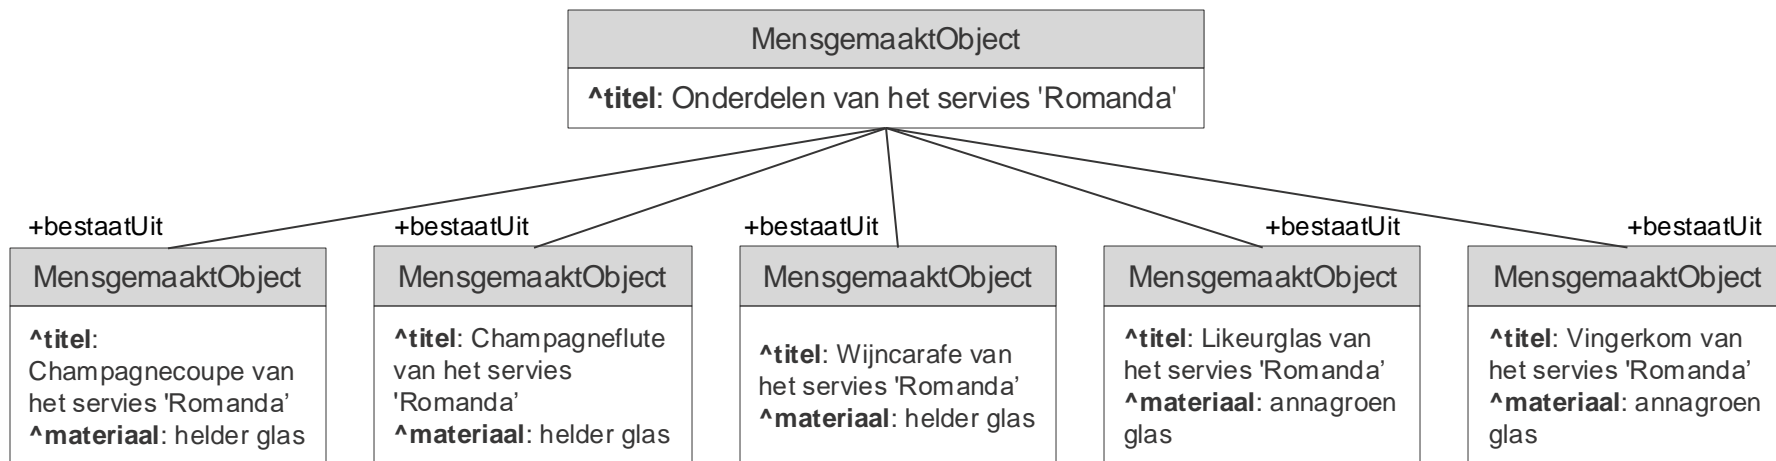 MensgemaaktObject
^titel: Onderdelen van het servies 'Romanda'
+bestaatUit
+bestaatUit
+bestaatUit
+bestaatUit
+bestaatUit
MensgemaaktObject
^titel:
Champagnecoupe van
het servies 'Romanda’
^materiaal: helder glas
MensgemaaktObject
^titel: Champagneflute
van het servies
'Romanda’
^materiaal: helder glas
MensgemaaktObject
^titel: Wijncarafe van
het servies 'Romanda’
^materiaal: helder glas
MensgemaaktObject
^titel: Likeurglas van
het servies 'Romanda’
^materiaal: annagroen
glas
MensgemaaktObject
^titel: Vingerkom van
het servies 'Romanda’
^materiaal: annagroen
glas